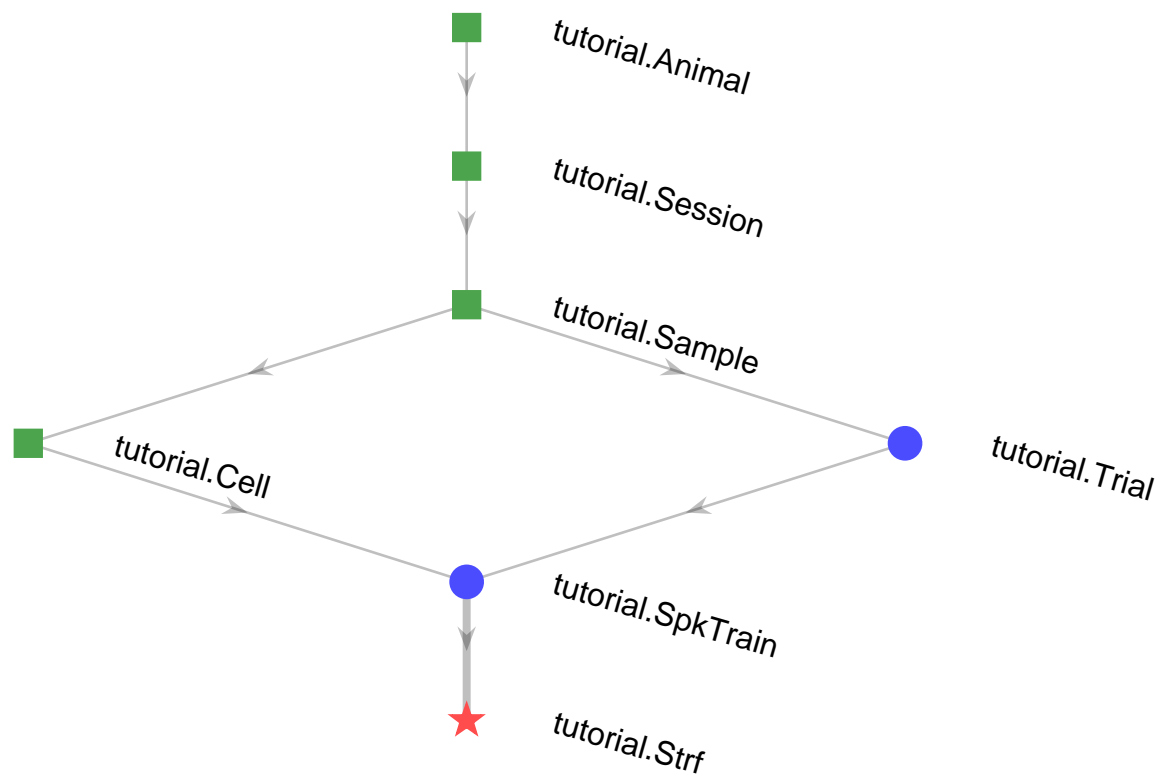 tutorial.Animal
tutorial.Session
tutorial.Sample
tutorial.Cell
tutorial.Trial
tutorial.SpkTrain
tutorial.Strf